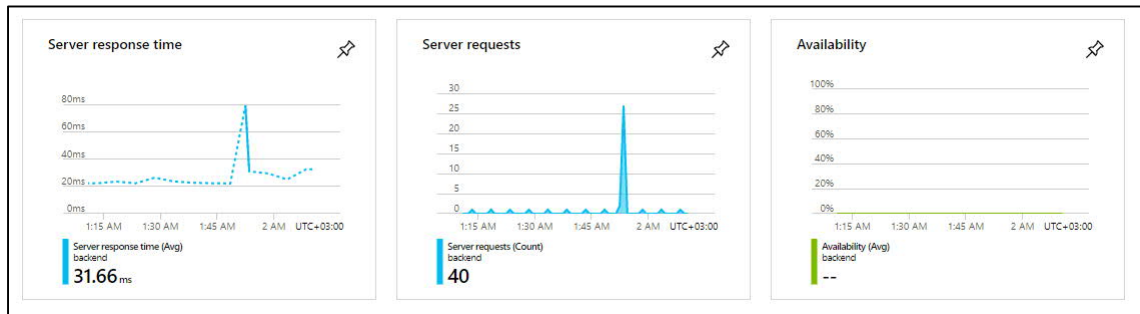 Server response time
80ms
60ms
40ms
20ms
0ms
1:15 AM 1:30 AM 1:45 AM 2 AM UTC+03:00
Server response time (Avg)
backend
31.66 ms
Server requests
30
25
20
15
10
5
0
1:15 AM 1:30 AM 1:45 AM 2 AM UTC+03:00
Server requests (Count)
backend
40
Availability
100%
80%
60%
40%
20%
0%
1:15 AM 1:30 AM 1:45 AM 2 AM UTC+03:00
Availability (Avg)
backend
--